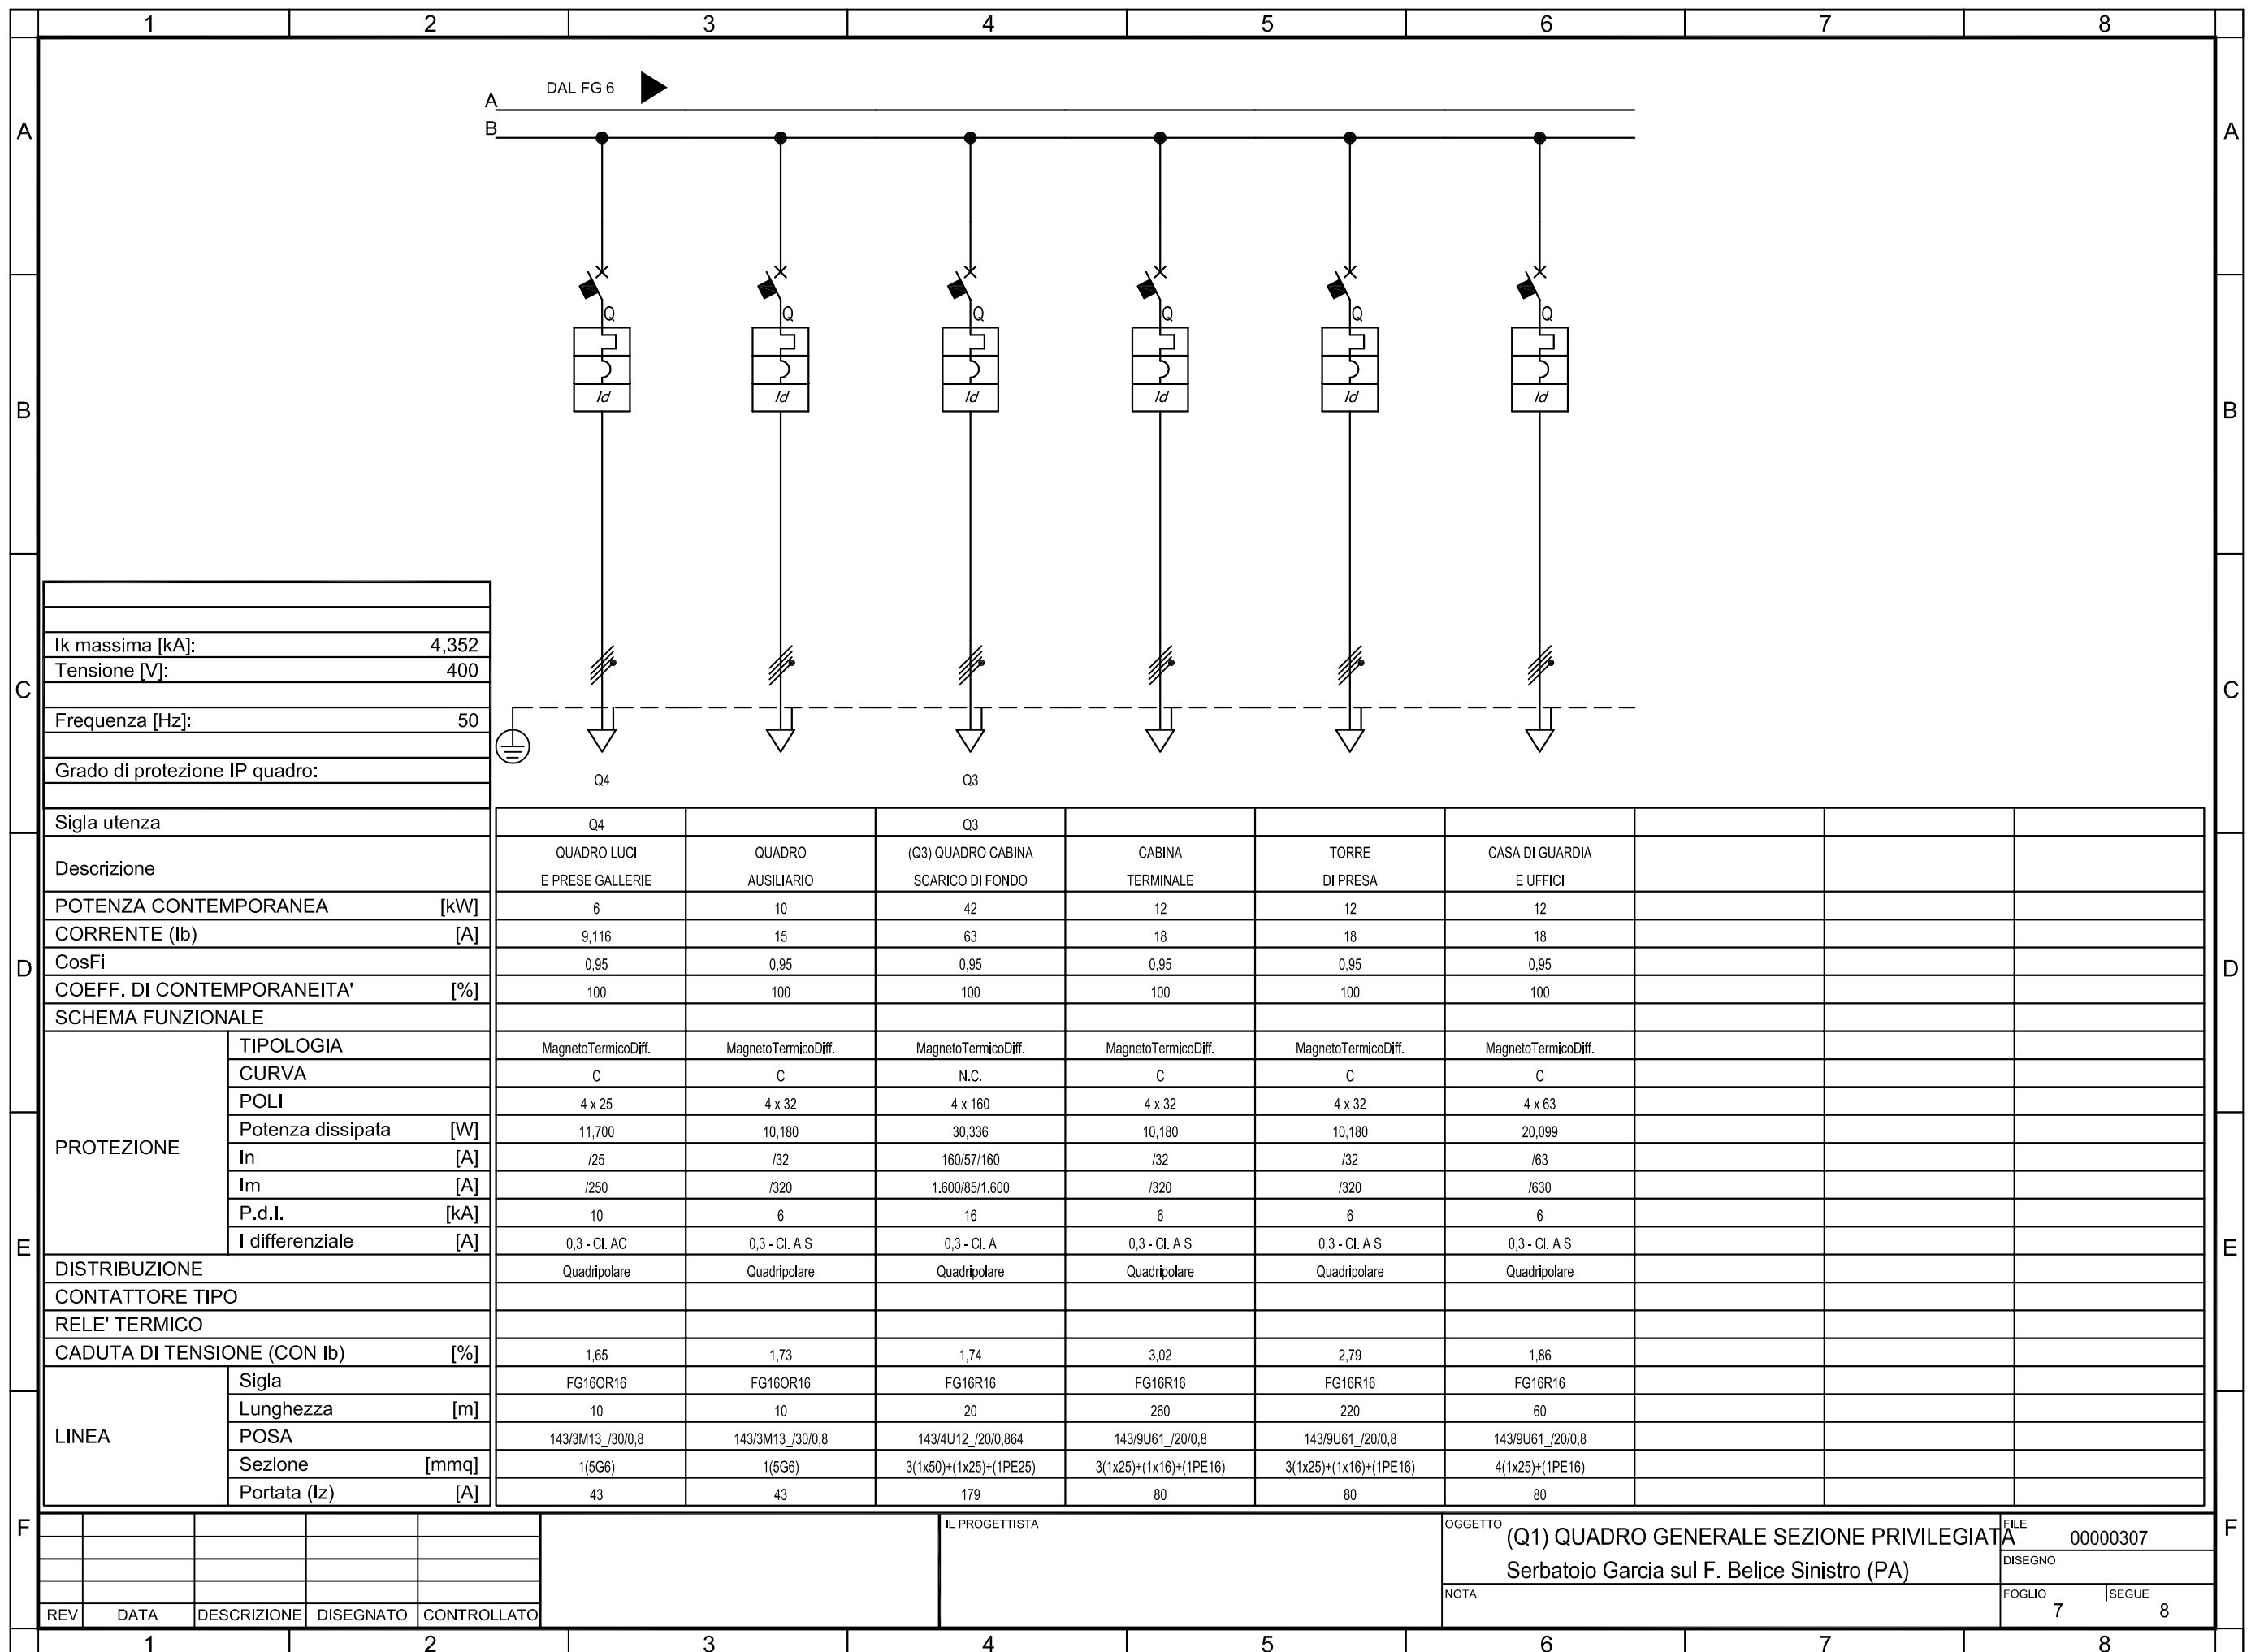 1 2 3 4 5 6 7 8
DAL FG 6
A
B
A A
Q Q Q Q Q Q
Id Id Id Id Id Id
B B
Ik massima [kA]: 4,352
Tensione [V]: 400
C C
Frequenza [Hz]: 50
Grado di protezione IP quadro:
Q4 Q3
Sigla utenza Q4 Q3
Descrizione
QUADRO LUCI QUADRO (Q3) QUADRO CABINA CABINA TORRE CASA DI GUARDIA
E PRESE GALLERIE AUSILIARIO SCARICO DI FONDO TERMINALE DI PRESA E UFFICI
POTENZA CONTEMPORANEA [kW] 6 10 42 12 12 12
CORRENTE (Ib) [A] 9,116 15 63 18 18 18
D CosFi 0,95 0,95 0,95 0,95 0,95 0,95 D
COEFF. DI CONTEMPORANEITA' [%] 100 100 100 100 100 100
SCHEMA FUNZIONALE
PROTEZIONE
TIPOLOGIA MagnetoTermicoDiff. MagnetoTermicoDiff. MagnetoTermicoDiff. MagnetoTermicoDiff. MagnetoTermicoDiff. MagnetoTermicoDiff.
CURVA C C N.C. C C C
POLI 4 x 25 4 x 32 4 x 160 4 x 32 4 x 32 4 x 63
Potenza dissipata [W] 11,700 10,180 30,336 10,180 10,180 20,099
In [A] /25 /32 160/57/160 /32 /32 /63
Im [A] /250 /320 1.600/85/1.600 /320 /320 /630
P.d.I. [kA] 10 6 16 6 6 6
E I differenziale [A] 0,3 - Cl. AC 0,3 - Cl. A S 0,3 - Cl. A 0,3 - Cl. A S 0,3 - Cl. A S 0,3 - Cl. A S E
DISTRIBUZIONE Quadripolare Quadripolare Quadripolare Quadripolare Quadripolare Quadripolare
CONTATTORE TIPO
RELE' TERMICO
CADUTA DI TENSIONE (CON Ib) [%] 1,65 1,73 1,74 3,02 2,79 1,86
LINEA
Sigla FG16OR16 FG16OR16 FG16R16 FG16R16 FG16R16 FG16R16
Lunghezza [m] 10 10 20 260 220 60
POSA 143/3M13_/30/0,8 143/3M13_/30/0,8 143/4U12_/20/0,864 143/9U61_/20/0,8 143/9U61_/20/0,8 143/9U61_/20/0,8
Sezione [mmq] 1(5G6) 1(5G6) 3(1x50)+(1x25)+(1PE25) 3(1x25)+(1x16)+(1PE16) 3(1x25)+(1x16)+(1PE16) 4(1x25)+(1PE16)
Portata (Iz) [A] 43 43 179 80 80 80
F F
IL PROGETTISTA
OGGETTO (Q1) QUADRO GENERALE SEZIONE PRIVILEGIATA
Serbatoio Garcia sul F. Belice Sinistro (PA)
NOTA
FILE 00000307
DISEGNO
FOGLIO 7 SEGUE 8
REV DATA DESCRIZIONE DISEGNATO CONTROLLATO
1 2 3 4 5 6 7 8